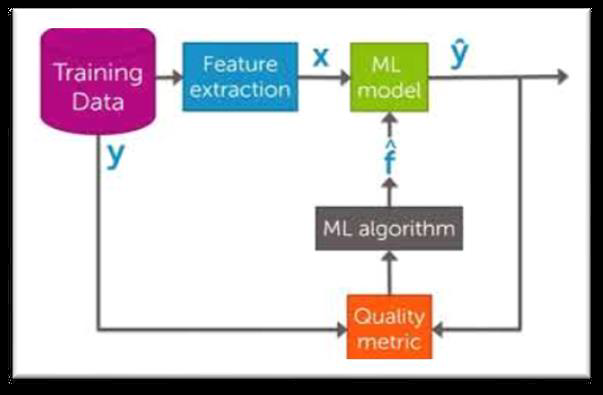 Training
Data
Feature
extraction
x
ML
model
ŷ
y
f̂
ML algorithm
Quality
metric